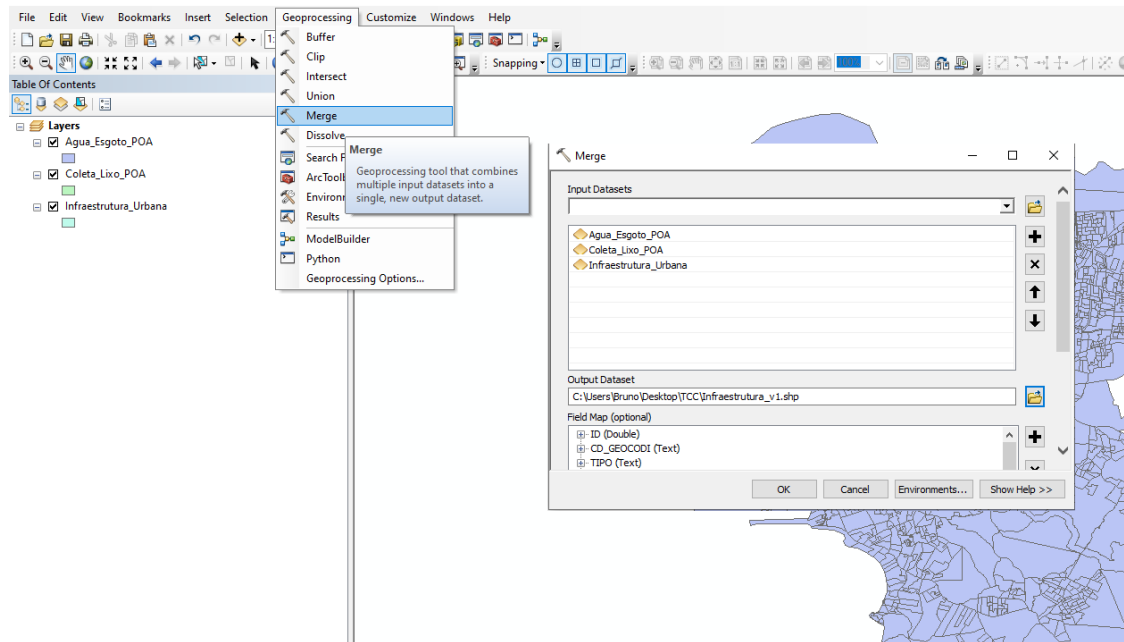 File Edit View Bookmarks Insert Selection Geoprocessing Customize Windows Help
Snapping
Table Of Contents
Layers
Agua_Esgoto_POA
Coleta_Lixo_POA
Infraestrutura_Urbana
Buffer
Clip
Intersect
Union
Merge
Dissolve
Search F
ArcToolb
Environm
Results
ModelBuilder
Python
Geoprocessing Options...
Merge
Geoprocessing tool that combines
multiple input datasets into a
single, new output dataset.
Merge
Input Datasets
Agua_Esgoto_POA
Coleta_Lixo_POA
Infraestrutura_Urbana
Output Dataset
C:\Users\Bruno\Desktop\TCC\Infraestrutura_v1.shp
Field Map (optional)
ID (Double)
CD_GEOCODI (Text)
TIPO (Text)
OK Cancel Environments... Show Help >>